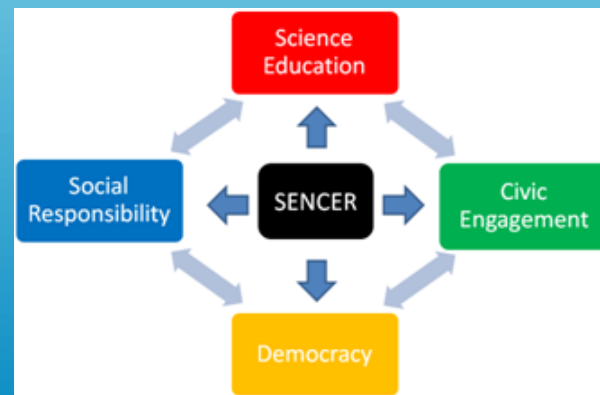 Science
Education
Social
Responsibility
SENCER
Civic
Engagement
Democracy